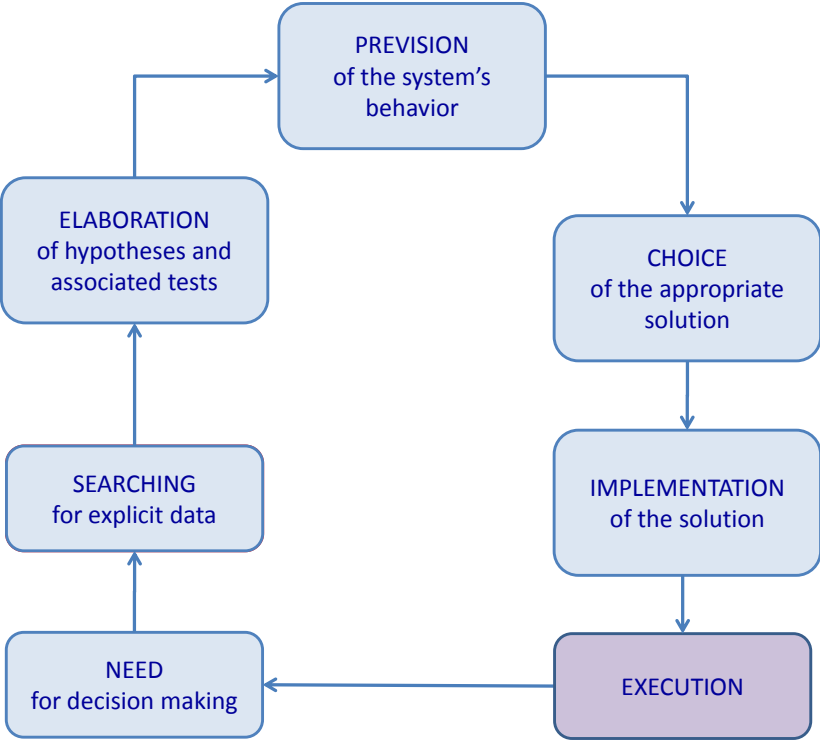 PREVISION
of the system's
behavior
ELABORATION
of hypotheses and
associated tests
CHOICE
of the appropriate
solution
SEARCHING
for explicit data
IMPLEMENTATION
of the solution
NEED
for decision making
EXECUTION